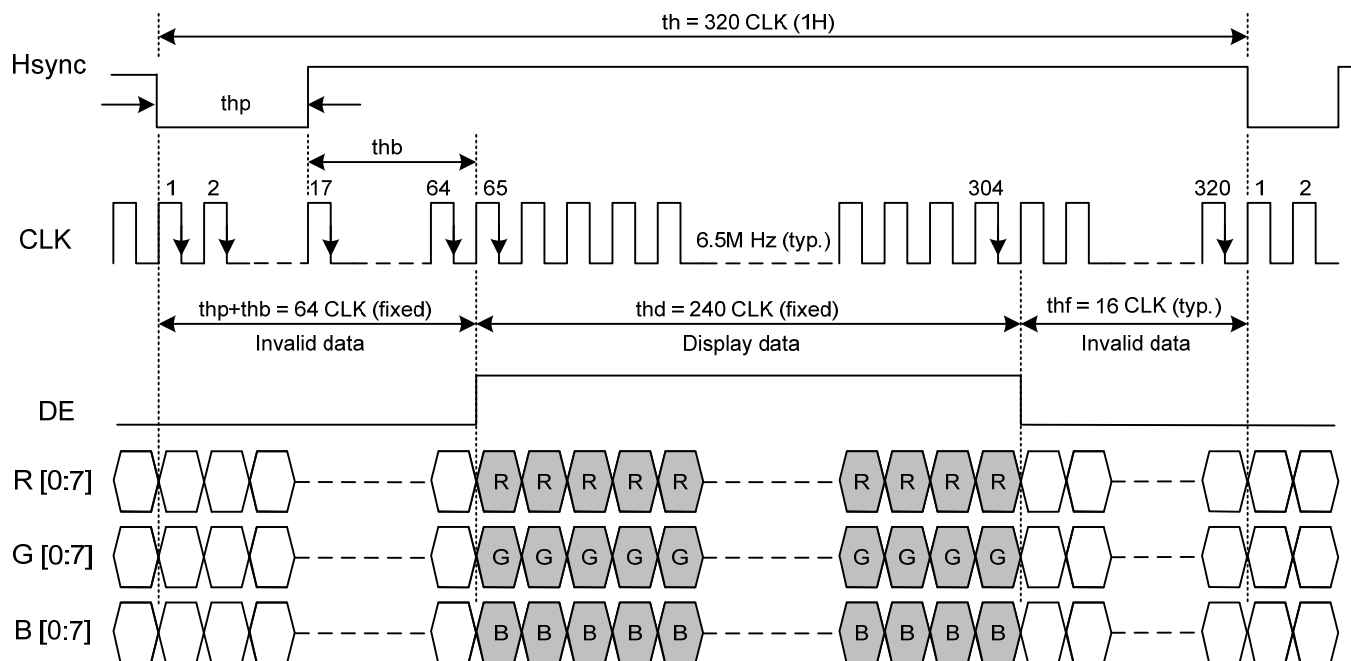 th = 320 CLK (1H)
Hsync
thp
thb
1 2 17 64 65 304 320 1 2
CLK
6.5M Hz (typ.)
thp+thb = 64 CLK (fixed) thd = 240 CLK (fixed) thf = 16 CLK (typ.)
Invalid data Display data Invalid data
DE
R [0:7] R R R R R R R R R
G [0:7] G G G G G G G G G
B [0:7] B B B B B B B B B